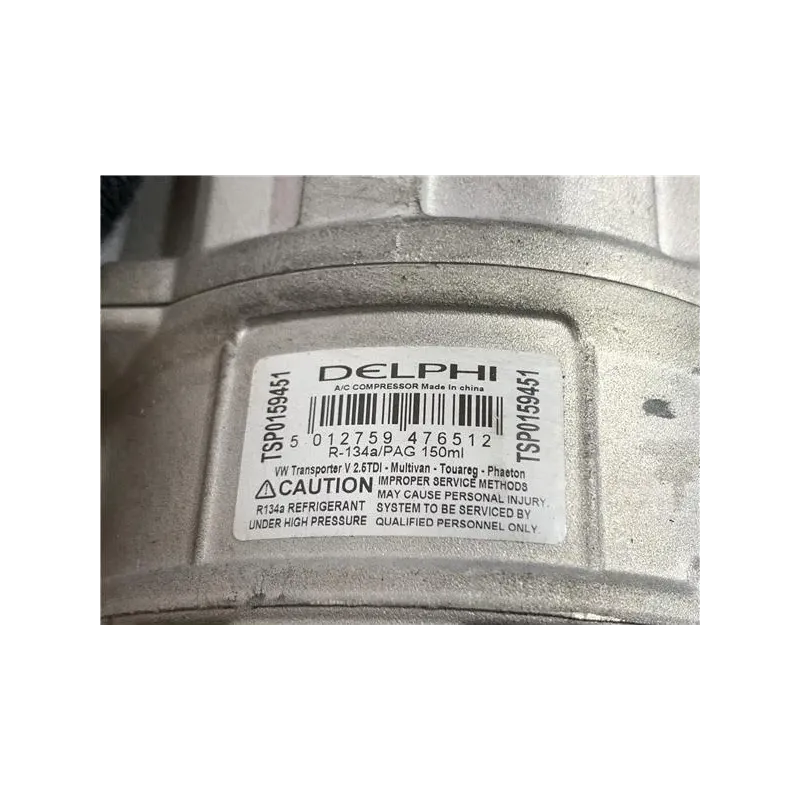 DELPHI
A/C COMPRESSOR Made In china
TSP0159451
TSP0159451
5 012759 476512
R-134a/PAG 150ml
VW Transporter V 2.5TDI - Multivan - Touareg - Phaeton
CAUTION
R134a REFRIGERANT
UNDER HIGH PRESSURE
IMPROPER SERVICE METHODS
MAY CAUSE PERSONAL INJURY.
SYSTEM TO BE SERVICED BY
QUALIFIED PERSONNEL ONLY.